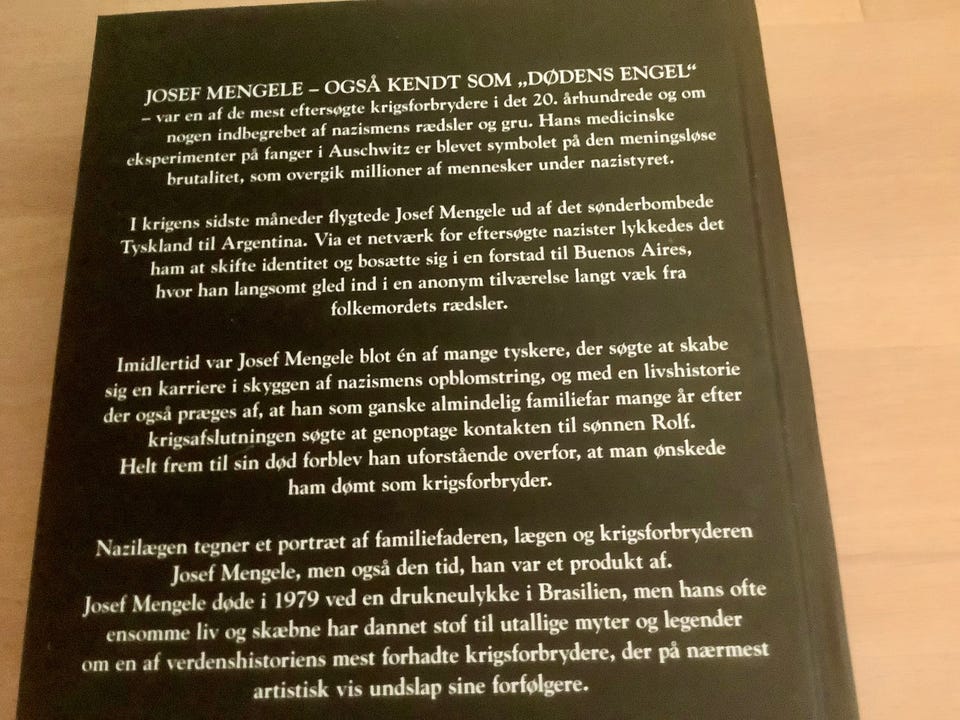 JOSEF MENGELE – OGSÅ KENDT SOM „DØDENS ENGEL“
– var en af de mest eftersøgte krigsforbrydere i det 20. århundrede og om
nogen indbegrebet af nazismens rædsler og gru. Hans medicinske
eksperimenter på fanger i Auschwitz er blevet symbolet på den meningsløse
brutalitet, som overgik millioner af mennesker under nazistyret.
I krigens sidste måneder flygtede Josef Mengele ud af det sønderbombede
Tyskland til Argentina. Via et netværk for eftersøgte nazister lykkedes det
ham at skifte identitet og bosætte sig i en forstad til Buenos Aires,
hvor han langsomt gled ind i en anonym tilværelse langt væk fra
folkemordets rædsler.
Imidlertid var Josef Mengele blot én af mange tyskere, der søgte at skabe
sig en karriere i skyggen af nazismens opblomstring, og med en livshistorie
der også præges af, at han som ganske almindelig familiefar mange år efter
krigsafslutningen søgte at genoptage kontakten til sønnen Rolf.
Helt frem til sin død forblev han uforstående overfor, at man ønskede
ham dømt som krigsforbryder.
Nazilægen tegner et portræt af familiefaderen, lægen og krigsforbryderen
Josef Mengele, men også den tid, han var et produkt af.
Josef Mengele døde i 1979 ved en drukneulykke i Brasilien, men hans ofte
ensomme liv og skæbne har dannet stof til utallige myter og legender
om en af verdenshistoriens mest forhadte krigsforbrydere, der på nærmest
artistisk vis undslap sine forfølgere.